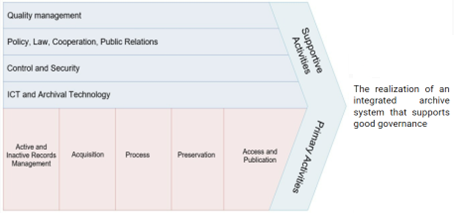 Quality management
Policy, Law, Cooperation, Public Relations
Control and Security
ICT and Archival Technology
Supportive
Activities
Active and
Inactive Records
Management
Acquisition
Process
Preservation
Access and
Publication
Primary Activities
The realization of an
integrated archive
system that supports
good governance